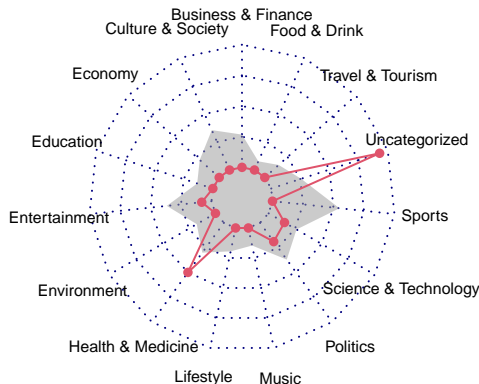 Business & Finance
Culture & Society
Food & Drink
Economy
Travel & Tourism
Education
Uncategorized
Entertainment
Sports
Environment
Science & Technology
Health & Medicine
Politics
Lifestyle
Music